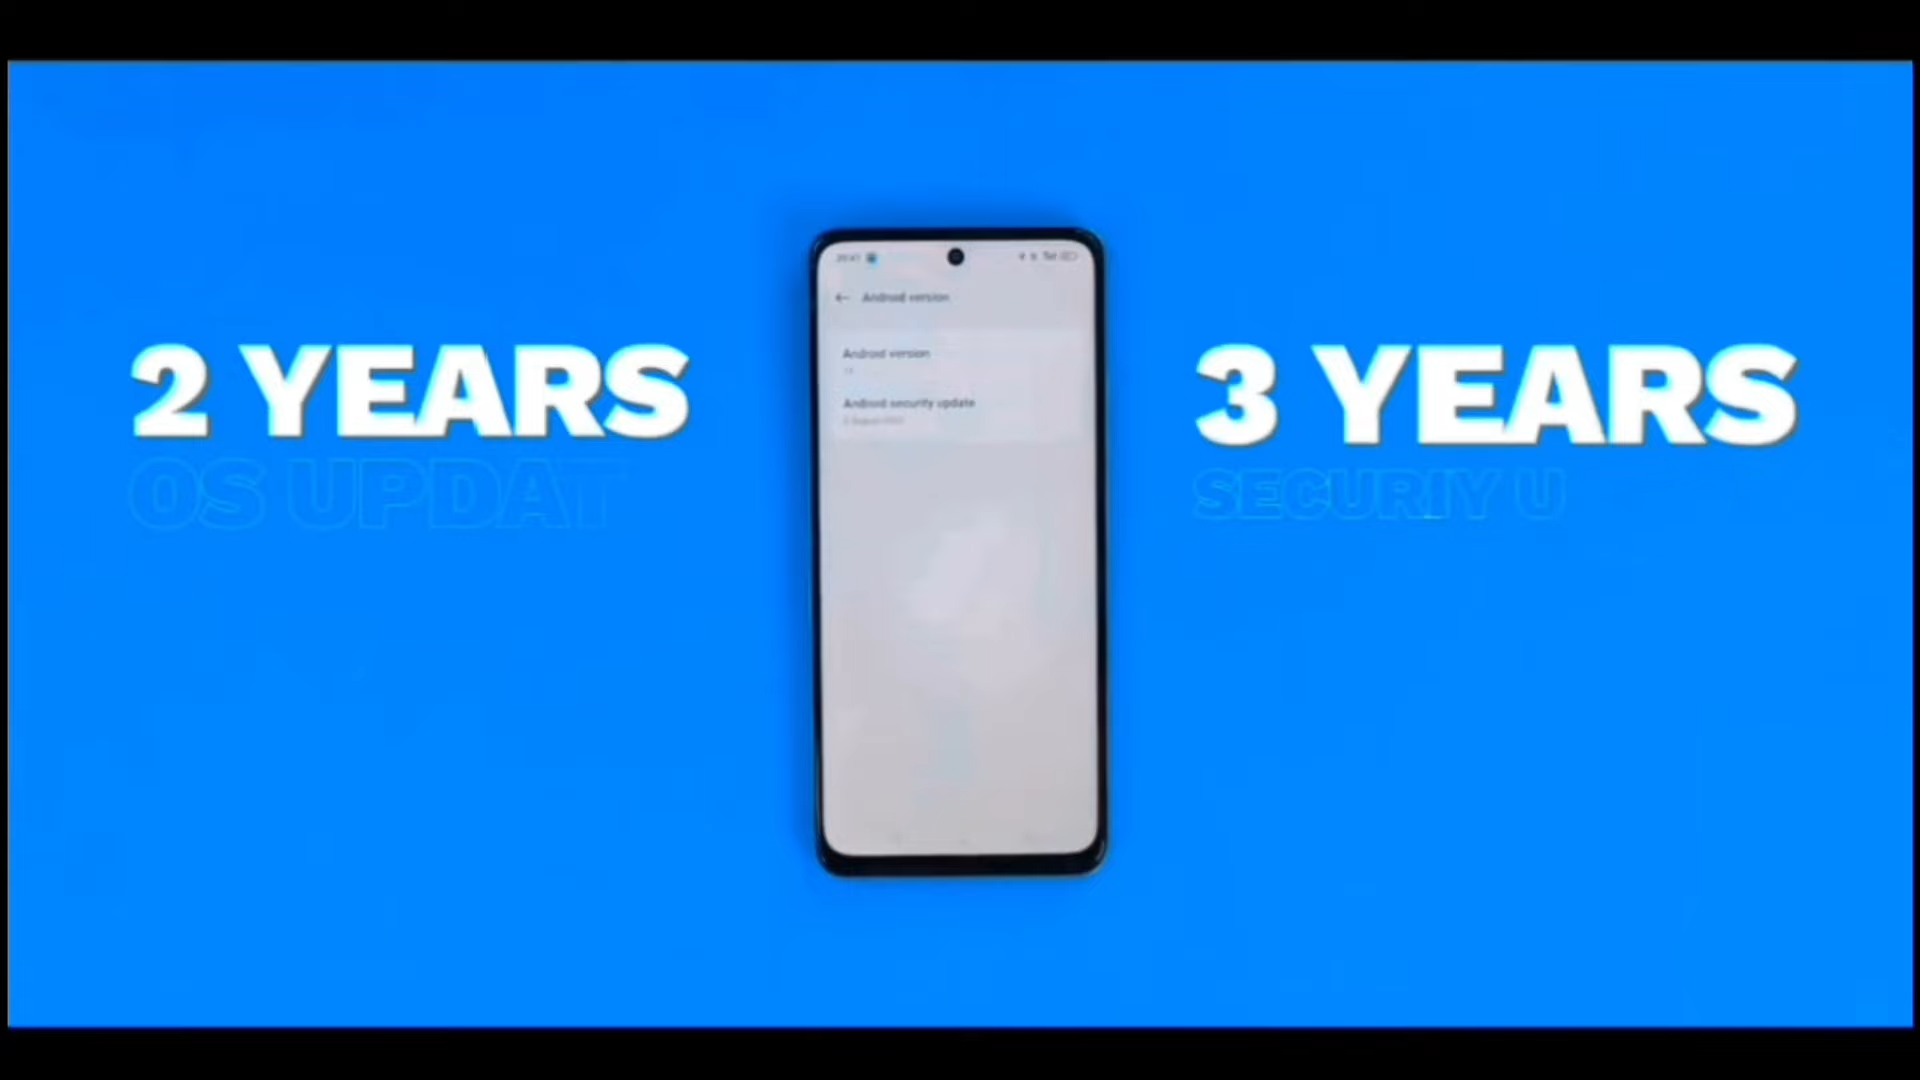 2 YEARS
OS UPDAT
Android version
Android version
Android security update
3 YEARS
SECURIY U